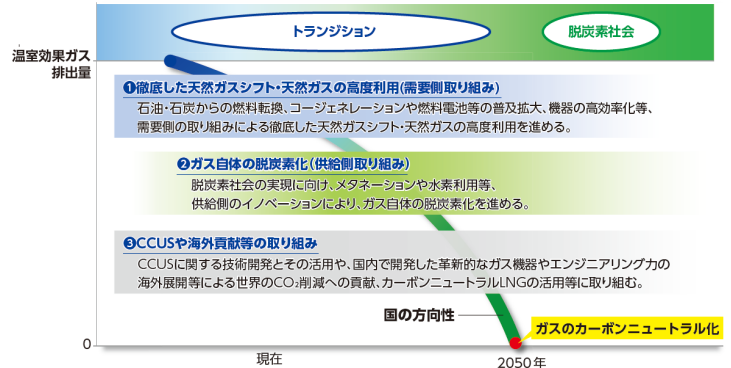 トランジション
脱炭素社会
温室効果ガス
排出量
❶徹底した天然ガスシフト・天然ガスの高度利用(需要側取り組み)
石油・石炭からの燃料転換、コージェネレーションや燃料電池等の普及拡大、機器の高効率化等、
需要側の取り組みによる徹底した天然ガスシフト・天然ガスの高度利用を進める。
❷ガス自体の脱炭素化(供給側取り組み)
脱炭素社会の実現に向け、メタネーションや水素利用等、
供給側のイノベーションにより、ガス自体の脱炭素化を進める。
❸CCUSや海外貢献等の取り組み
CCUSに関する技術開発とその活用や、国内で開発した革新的なガス機器やエンジニアリング力の
海外展開等による世界のCO₂削減への貢献、カーボンニュートラルLNGの活用等に取り組む。
国の方向性
ガスのカーボンニュートラル化
0
現在
2050年